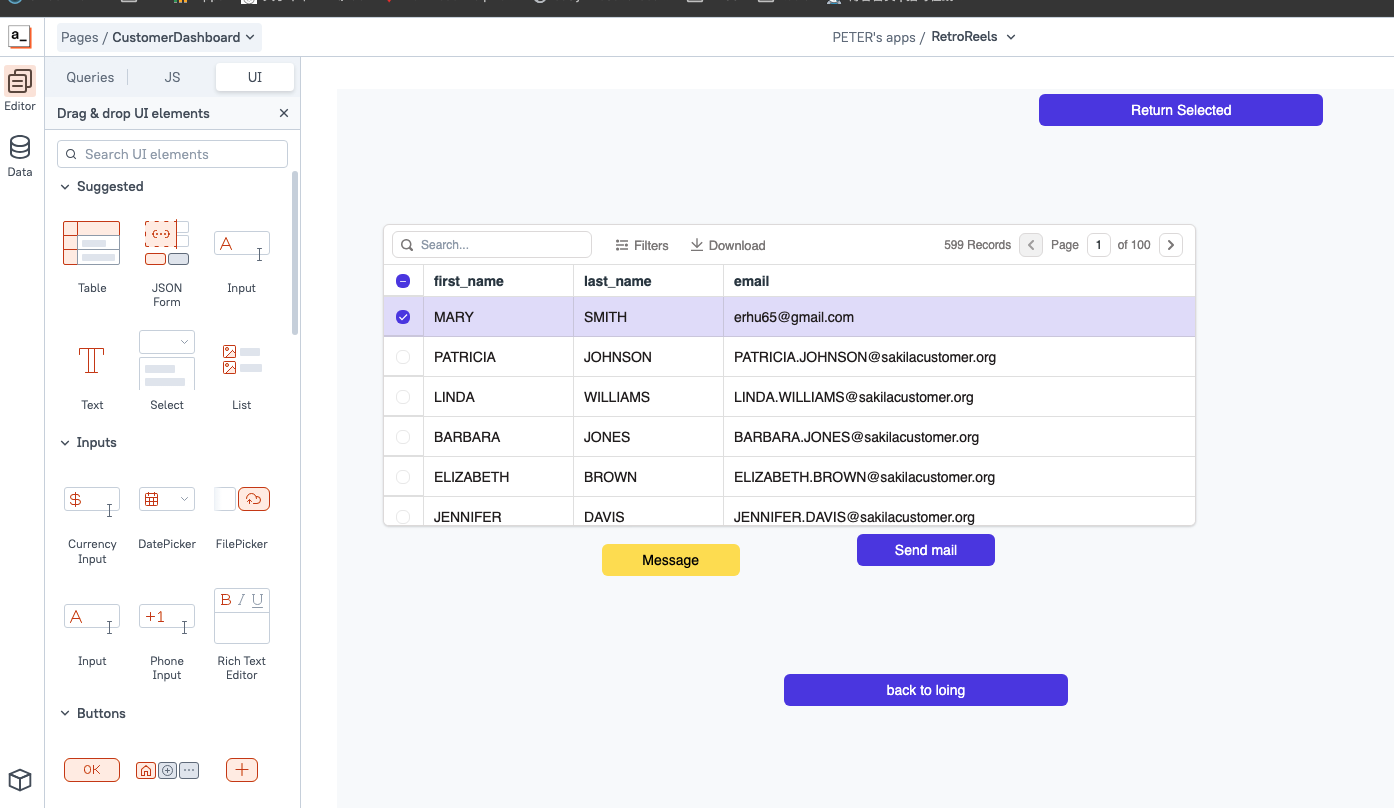 a_
Pages / CustomerDashboard
PETER's apps / RetroReels
Editor
Data
Queries
JS
UI
Drag & drop UI elements
Search UI elements
Suggested
A
Table
JSON Form
Input
T
Text
Select
List
Inputs
$
Currency Input
DatePicker
FilePicker
A
+1
B I U
Input
Phone Input
Rich Text Editor
Buttons
OK
Return Selected
Search...
Filters
Download
599 Records
Page 1 of 100
first_name last_name email
MARY SMITH erhu65@gmail.com
PATRICIA JOHNSON PATRICIA.JOHNSON@sakilacustomer.org
LINDA WILLIAMS LINDA.WILLIAMS@sakilacustomer.org
BARBARA JONES BARBARA.JONES@sakilacustomer.org
ELIZABETH BROWN ELIZABETH.BROWN@sakilacustomer.org
JENNIFER DAVIS JENNIFER.DAVIS@sakilacustomer.org
Message
Send mail
back to loing